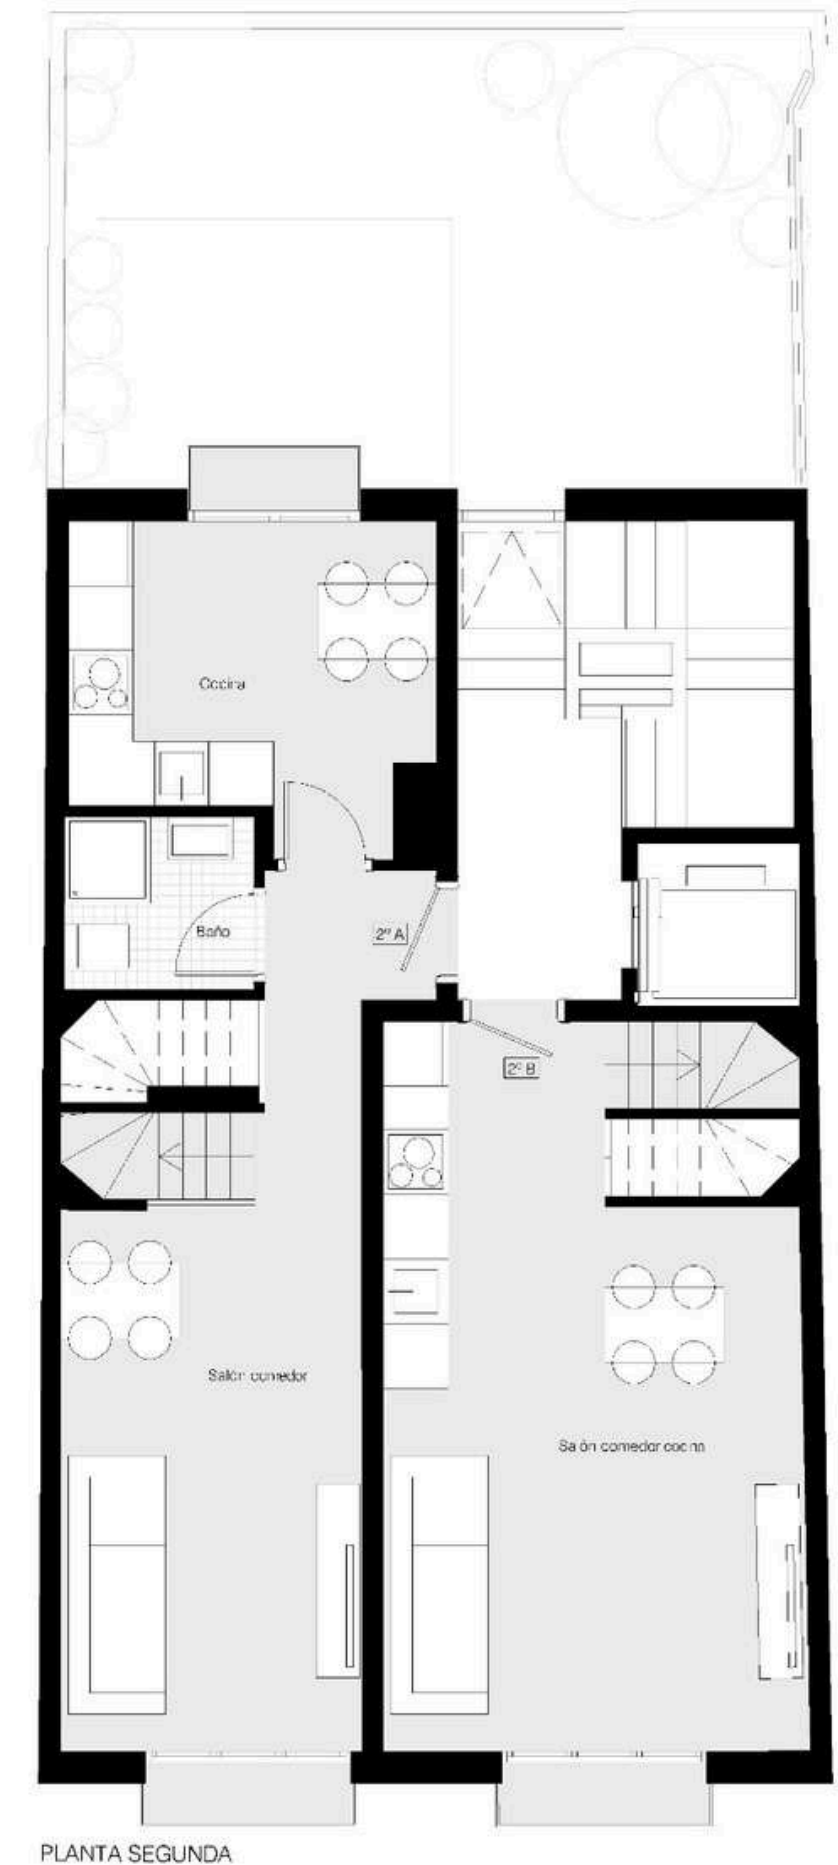 Cocina
Baño
2º A
2º B
Salón comedor
Salón comedor cocina
PLANTA SEGUNDA